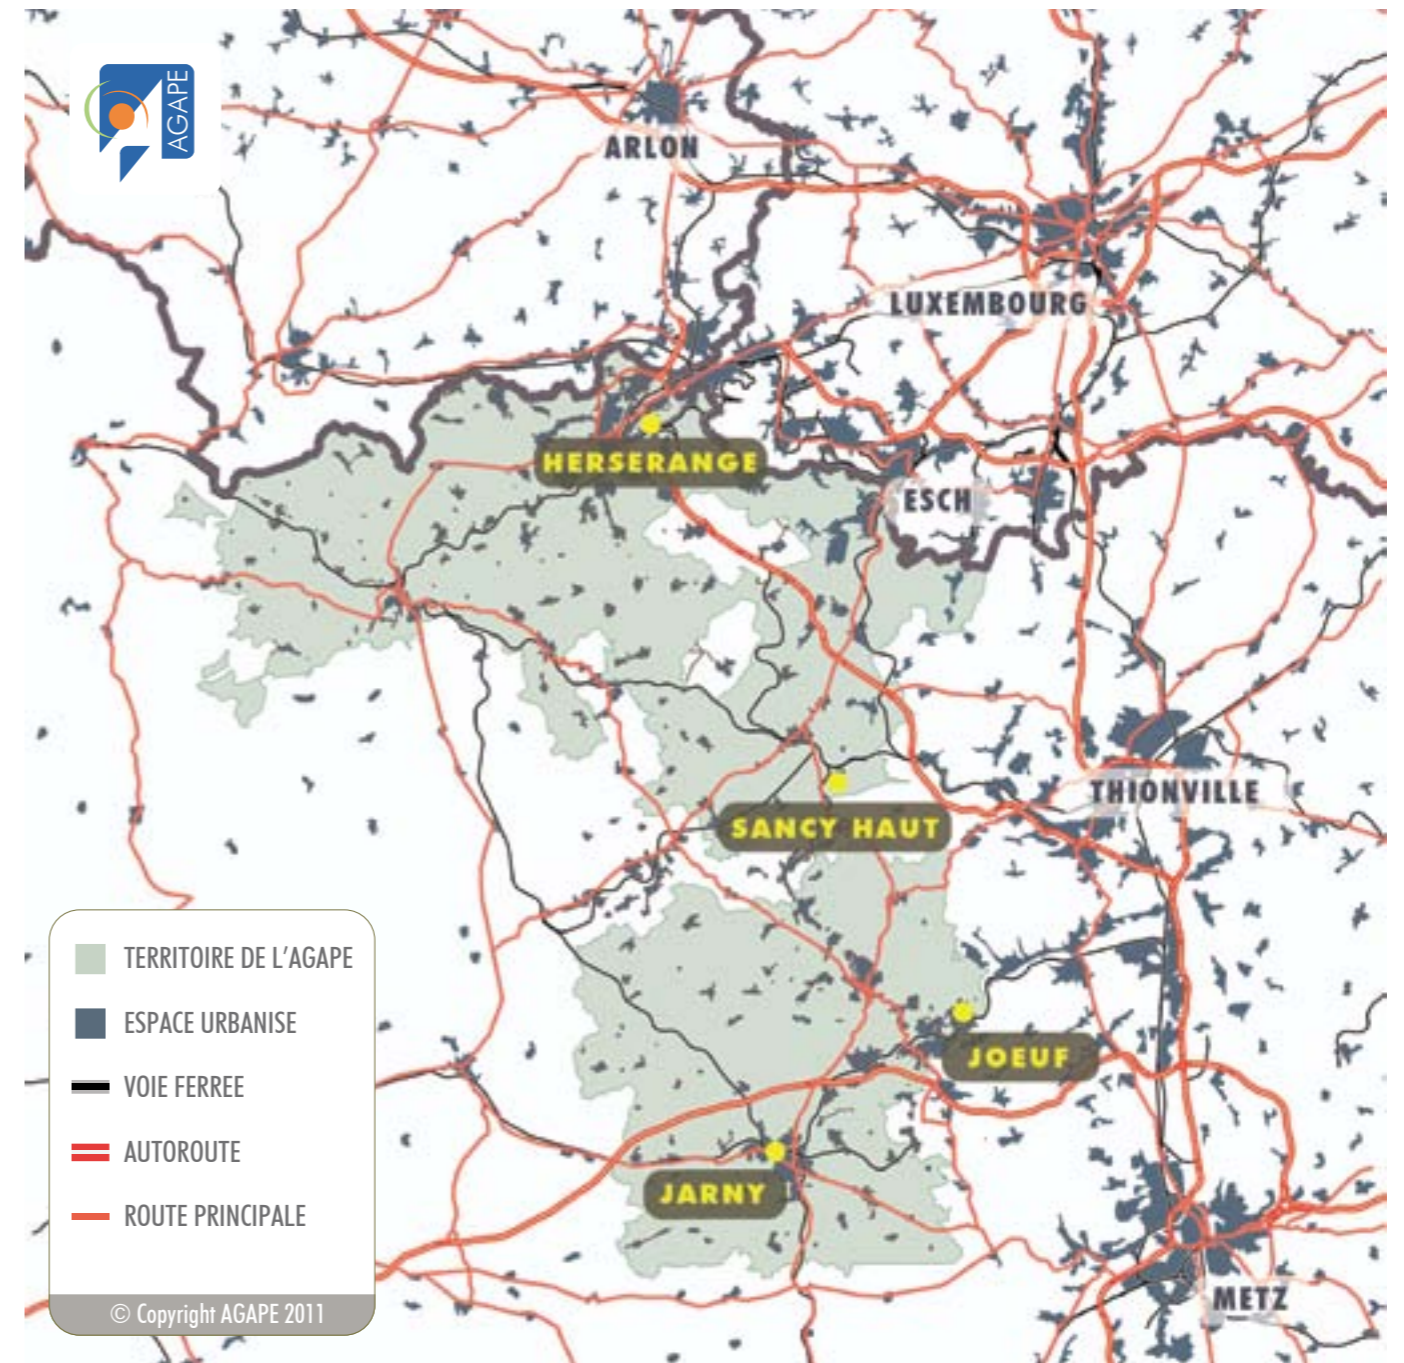 AGAPE
ARLON
LUXEMBOURG
HERSERANGE
ESCH
THIONVILLE
SANCY HAUT
TERRITOIRE DE L'AGAPE
ESPACE URBANISE
VOIE FERREE
AUTOROUTE
ROUTE PRINCIPALE
JOEUF
JARNY
METZ
© Copyright AGAPE 2011